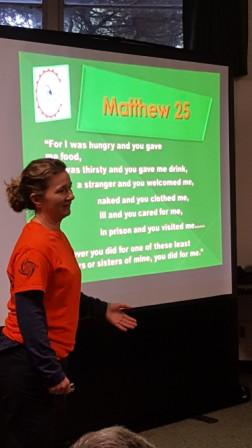 Matthew 25
"For I was hungry and you gave
me food,
was thirsty and you gave me drink,
a stranger and you welcomed me,
naked and you clothed me,
ill and you cared for me,
in prison and you visited me.....
ever you did for one of these least
or sisters of mine, you did for me."